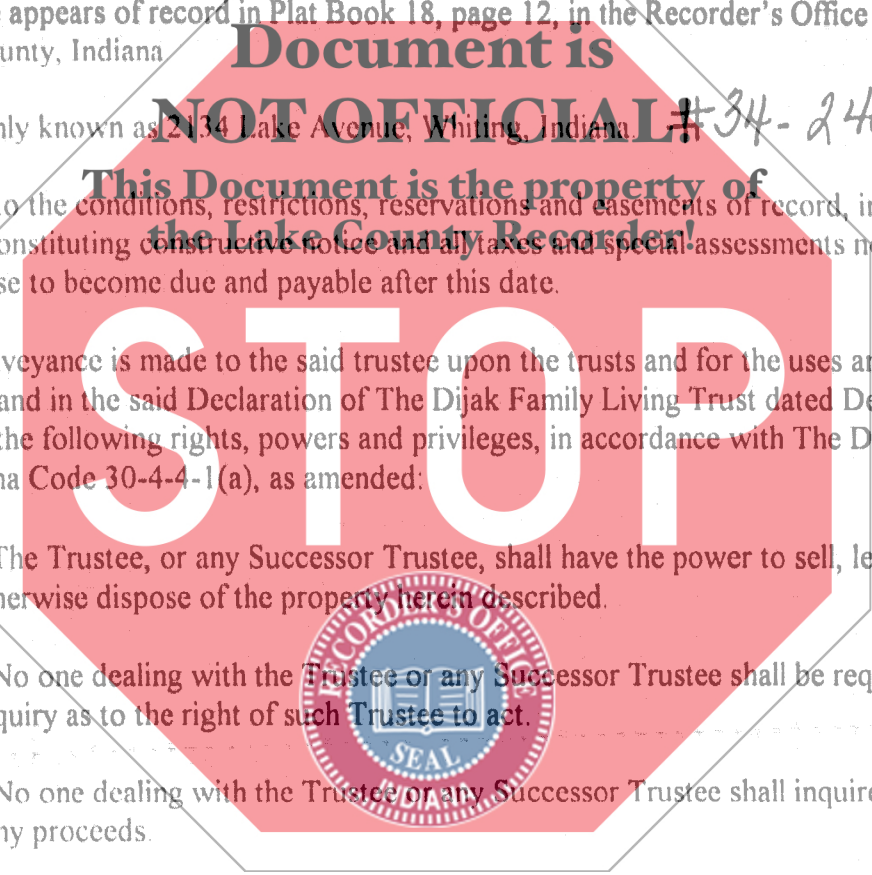 appears of record in Plat Book 18, page 12, in the Recorder's Office
unty, Indiana
Document is
NOT OFFICIAL!
nly known as 2134 Lake Avenue, Whiting, Indiana. #34-24
This Document is the property of
the Lake County Recorder!
o the conditions, restrictions, reservations and easements of record, in
onstituting constructive notice and all taxes and special assessments n
se to become due and payable after this date.
STOP
veyance is made to the said trustee upon the trusts and for the uses an
and in the said Declaration of The Dijak Family Living Trust dated De
the following rights, powers and privileges, in accordance with The D
na Code 30-4-4-1(a), as amended:
The Trustee, or any Successor Trustee, shall have the power to sell, le
herwise dispose of the property herein described.
RECORDER'S OFFICE
SEAL
INDIANA
No one dealing with the Trustee or any Successor Trustee shall be req
quiry as to the right of such Trustee to act.
No one dealing with the Trustee or any Successor Trustee shall inquire
ny proceeds.